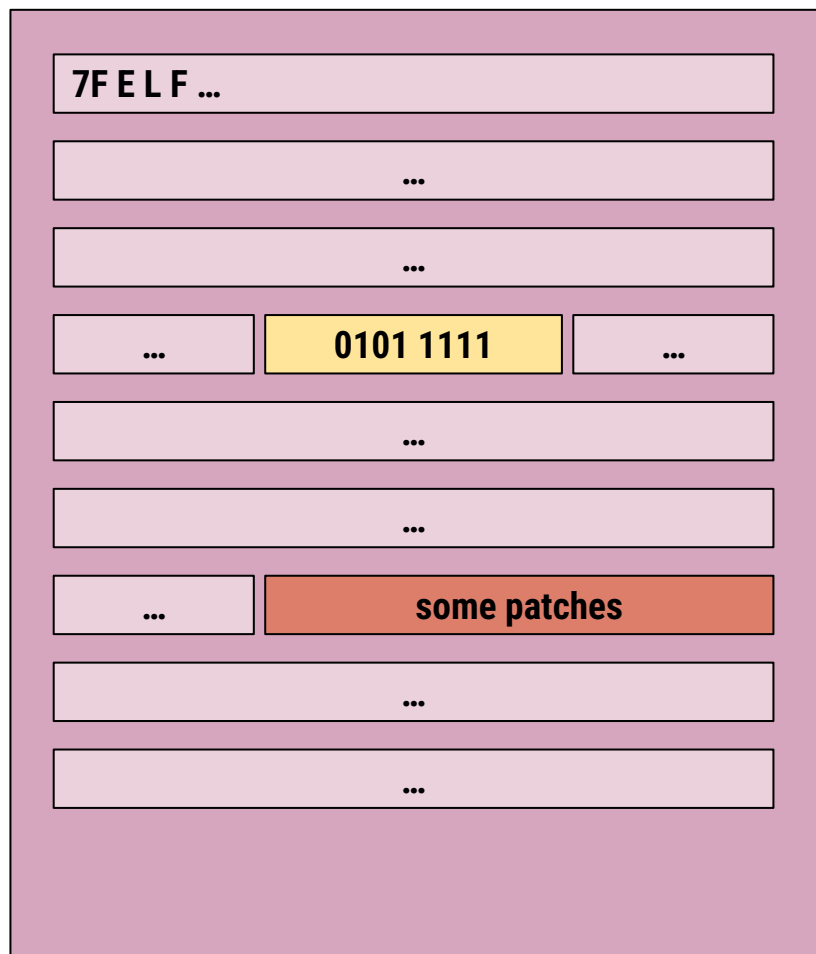 7F E L F …
…
…
… 0101 1111 …
…
…
… some patches
…
…